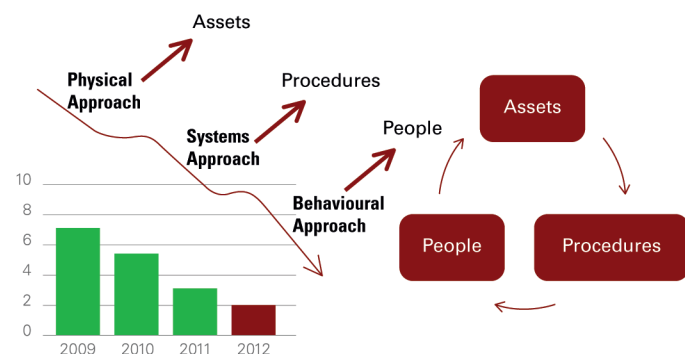 Assets
Physical
Approach
Procedures
Systems
Approach
People
Behavioural
Approach
10
8
6
4
2
0
2009 2010 2011 2012
Assets
People
Procedures